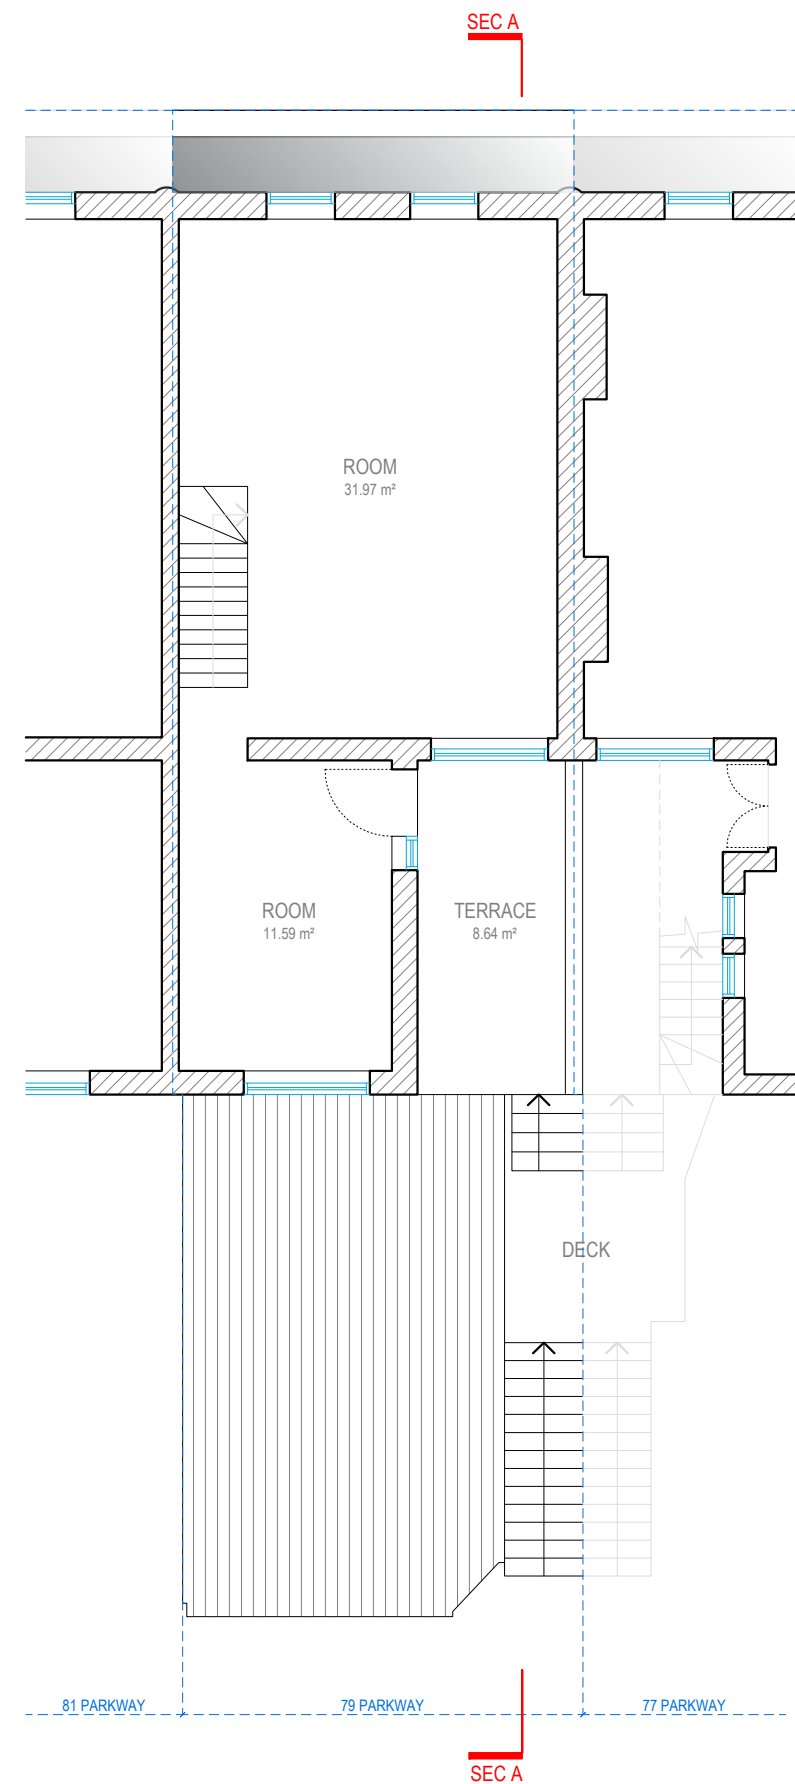 SEC A
ROOM
31.97 m²
ROOM
11.59 m²
TERRACE
8.64 m²
DECK
81 PARKWAY
79 PARKWAY
77 PARKWAY
SEC A